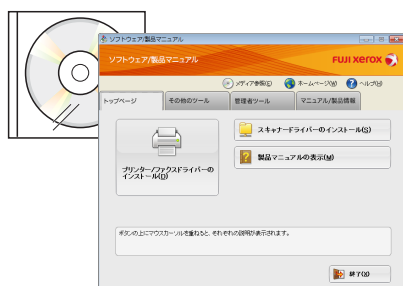 ソフトウェア/製品マニュアル
ソフトウェア/製品マニュアル
FUJI XEROX
メディア参照(E) ホームページ(W) ヘルプ(H)
トップページ その他のツール 管理者ツール マニュアル/製品情報
プリンター/ファクスドライバーの
インストール(D)
スキャナードライバーのインストール(S)
製品マニュアルの表示(M)
ボタンの上にマウスカーソルを重ねると、それぞれの説明が表示されます。
終了(X)